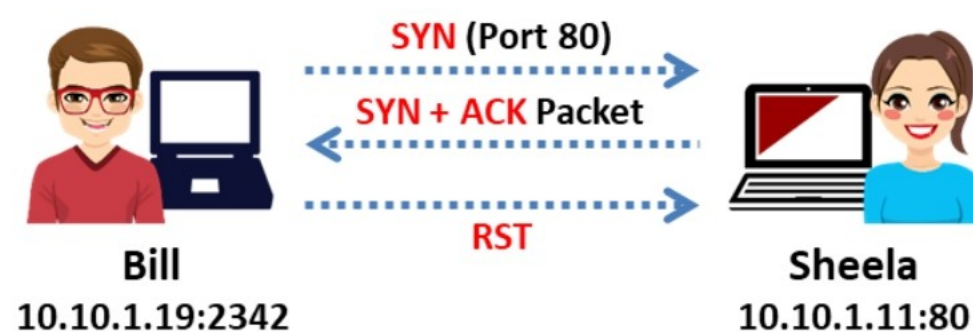 SYN (Port 80)
SYN + ACK Packet
RST
Bill
10.10.1.19:2342
Sheela
10.10.1.11:80